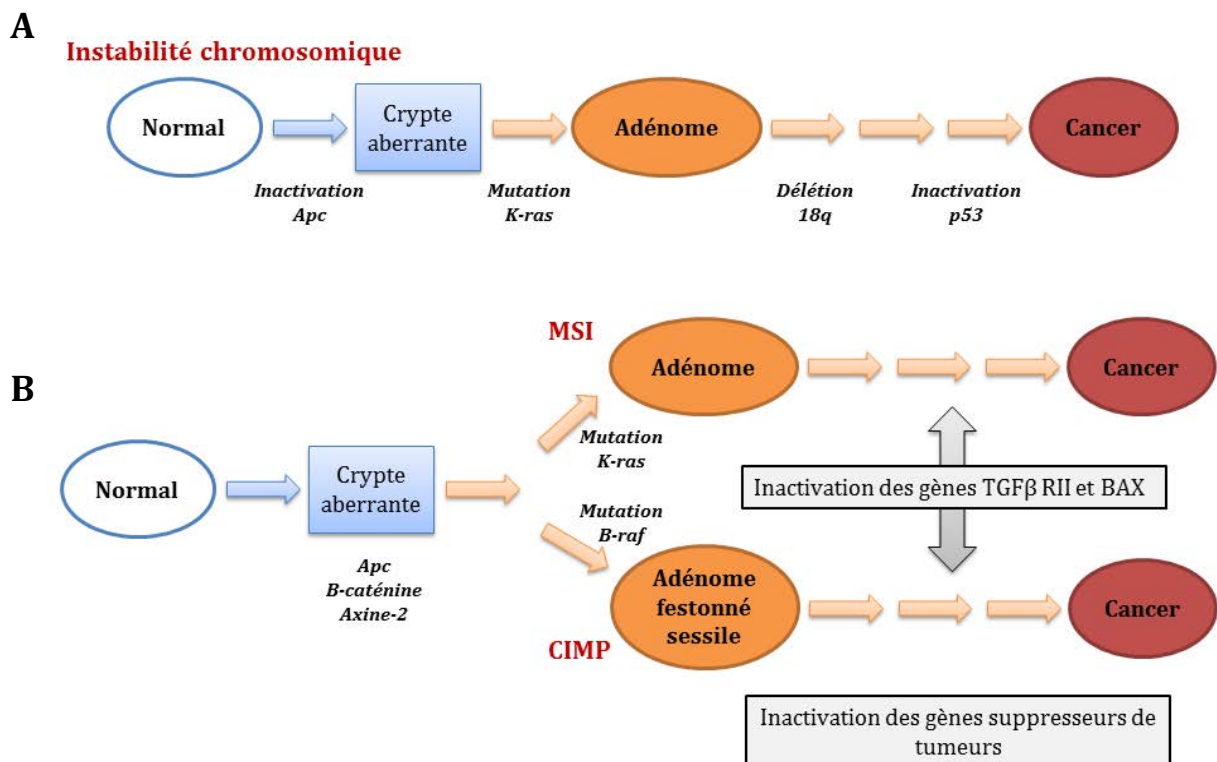 A
Instabilité chromosomique
Normal
Crypte
aberrante
Adénome
Cancer
Inactivation
Apc
Mutation
K-ras
Délétion
18q
Inactivation
p53
B
MSI
Adénome
Cancer
Mutation
K-ras
Normal
Crypte
aberrante
Inactivation des gènes TGFβ RII et BAX
Mutation
B-raf
Apc
B-caténine
Axine-2
Adénome
festonné
sessile
Cancer
CIMP
Inactivation des gènes suppresseurs de
tumeurs